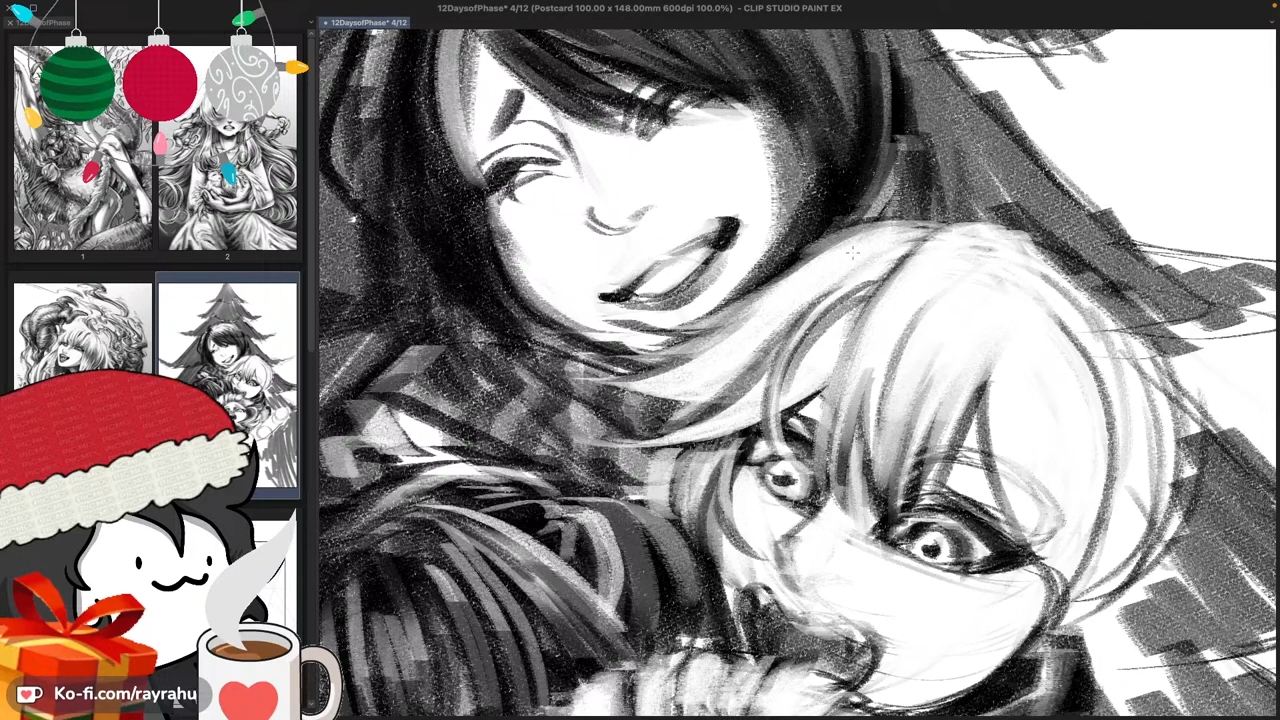 12DaysofPhase* 4/12 (Postcard 100.00 x 148.00mm 600dpi 100.0%) - CLIP STUDIO PAINT EX
12DaysofPhase
12DaysofPhase* 4/12
1
2
Ko-fi.com/rayrahu